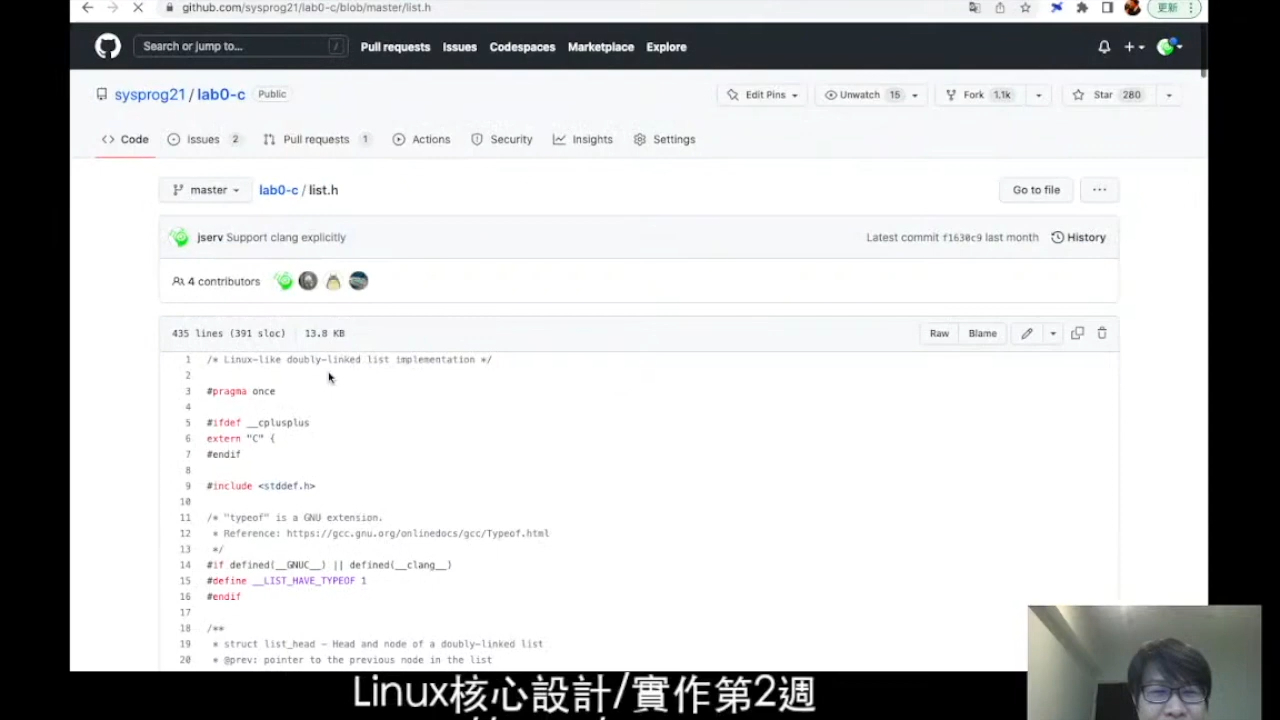 github.com/sysprog21/lab0-c/blob/master/list.h
更新
Search or jump to...
/
Pull requests
Issues
Codespaces
Marketplace
Explore
sysprog21 / lab0-c
Public
Edit Pins
Unwatch 15
Fork 1.1k
Star 280
<> Code
Issues 2
Pull requests 1
Actions
Security
Insights
Settings
master
lab0-c / list.h
Go to file
...
jserv Support clang explicitly
Latest commit f1630c9 last month
History
4 contributors
435 lines (391 sloc)
13.8 KB
Raw
Blame
1 /* Linux-like doubly-linked list implementation */
2
3 #pragma once
4
5 #ifdef __cplusplus
6 extern "C" {
7 #endif
8
9 #include <stddef.h>
10
11 /* "typeof" is a GNU extension.
12 * Reference: https://gcc.gnu.org/onlinedocs/gcc/Typeof.html
13 */
14 #if defined(__GNUC__) || defined(__clang__)
15 #define __LIST_HAVE_TYPEOF 1
16 #endif
17
18 /**
19 * struct list_head - Head and node of a doubly-linked list
20 * @prev: pointer to the previous node in the list
Linux核心設計/實作第2週